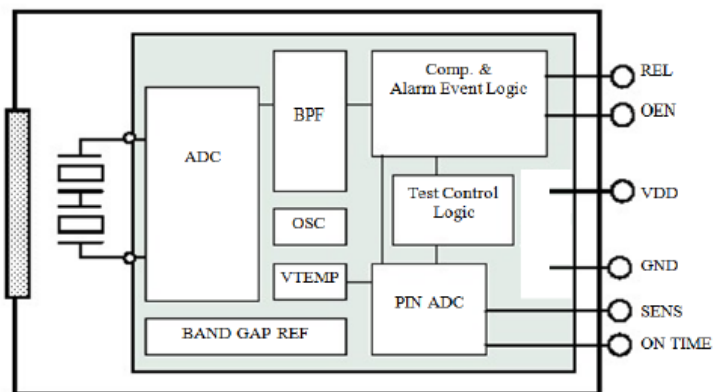 Comp. &
Alarm Event Logic
REL
OEN
BPF
ADC
Test Control
Logic
VDD
OSC
VTEMP
GND
PIN ADC
SENS
BAND GAP REF
ON TIME